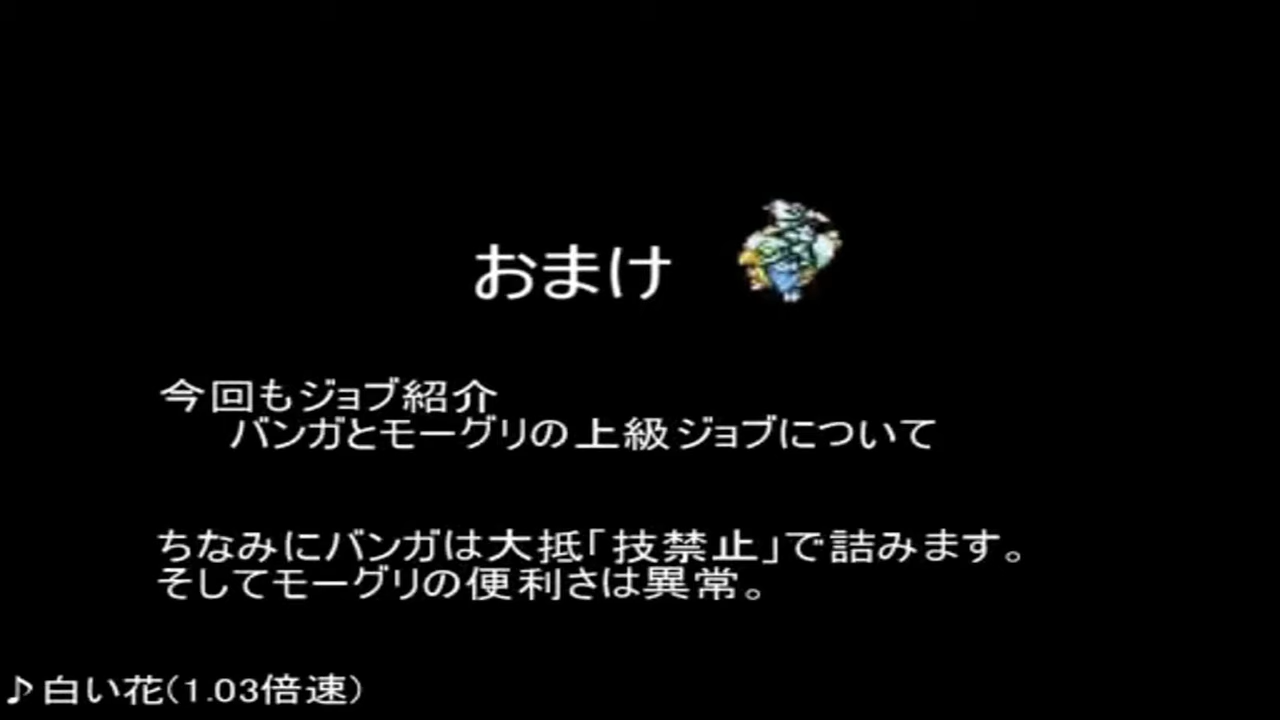 おまけ
今回もジョブ紹介
バンガとモーグリの上級ジョブについて
ちなみにバンガは大抵｢技禁止｣で詰みます。
そしてモーグリの便利さは異常。
♪白い花(1.03倍速)